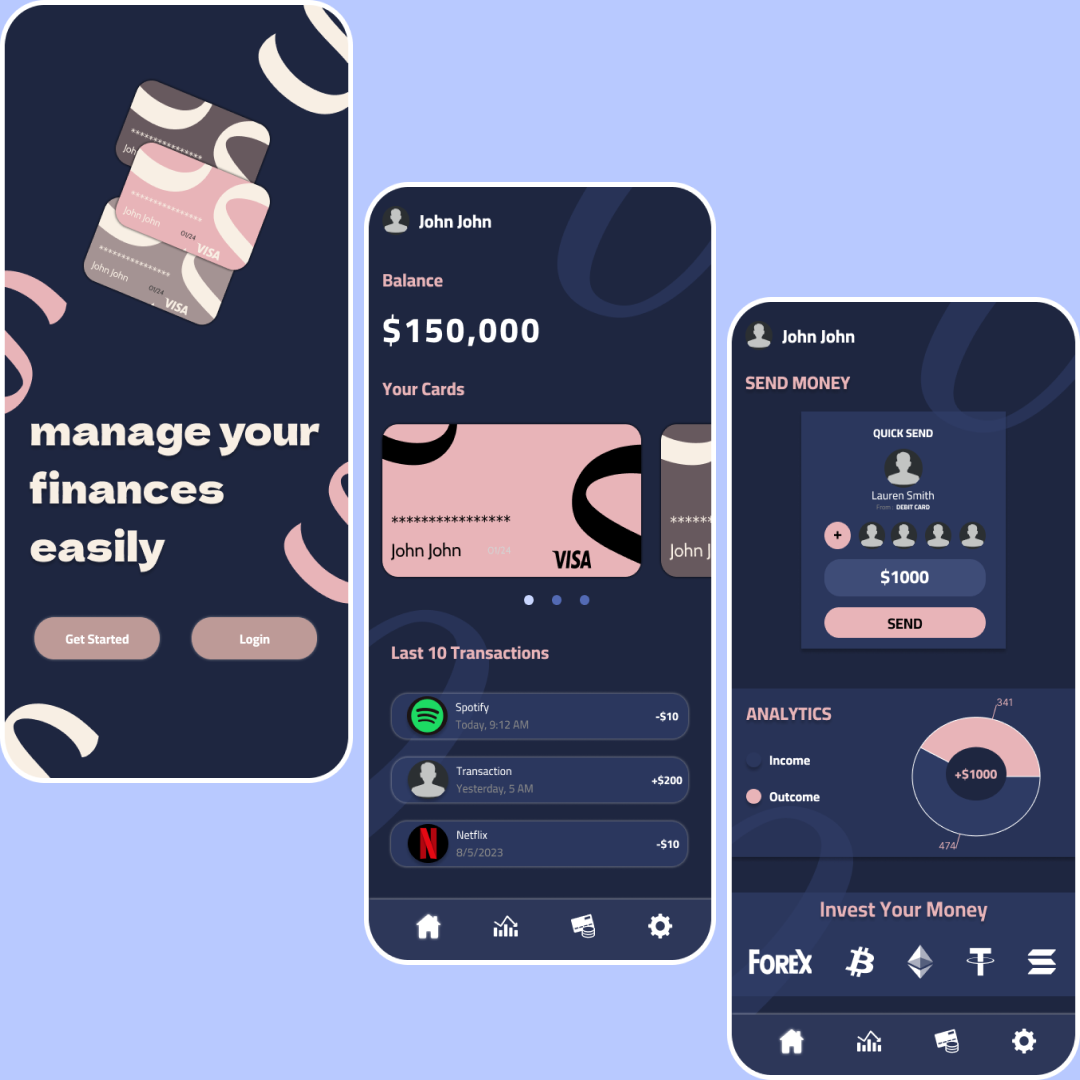 ****************
Joh
****************
John John
01/24
VISA
****************
John John
01/24
VISA
manage your
finances
easily
Get Started
Login
John John
Balance
$150,000
Your Cards
****************
John John
01/24
VISA
****
John J
Last 10 Transactions
Spotify
Today, 9:12 AM
-$10
Transaction
Yesterday, 5 AM
+$200
Netflix
8/5/2023
-$10
John John
SEND MONEY
QUICK SEND
Lauren Smith
From : DEBIT CARD
+
$1000
SEND
ANALYTICS
Income
Outcome
341
+$1000
474
Invest Your Money
FOREX